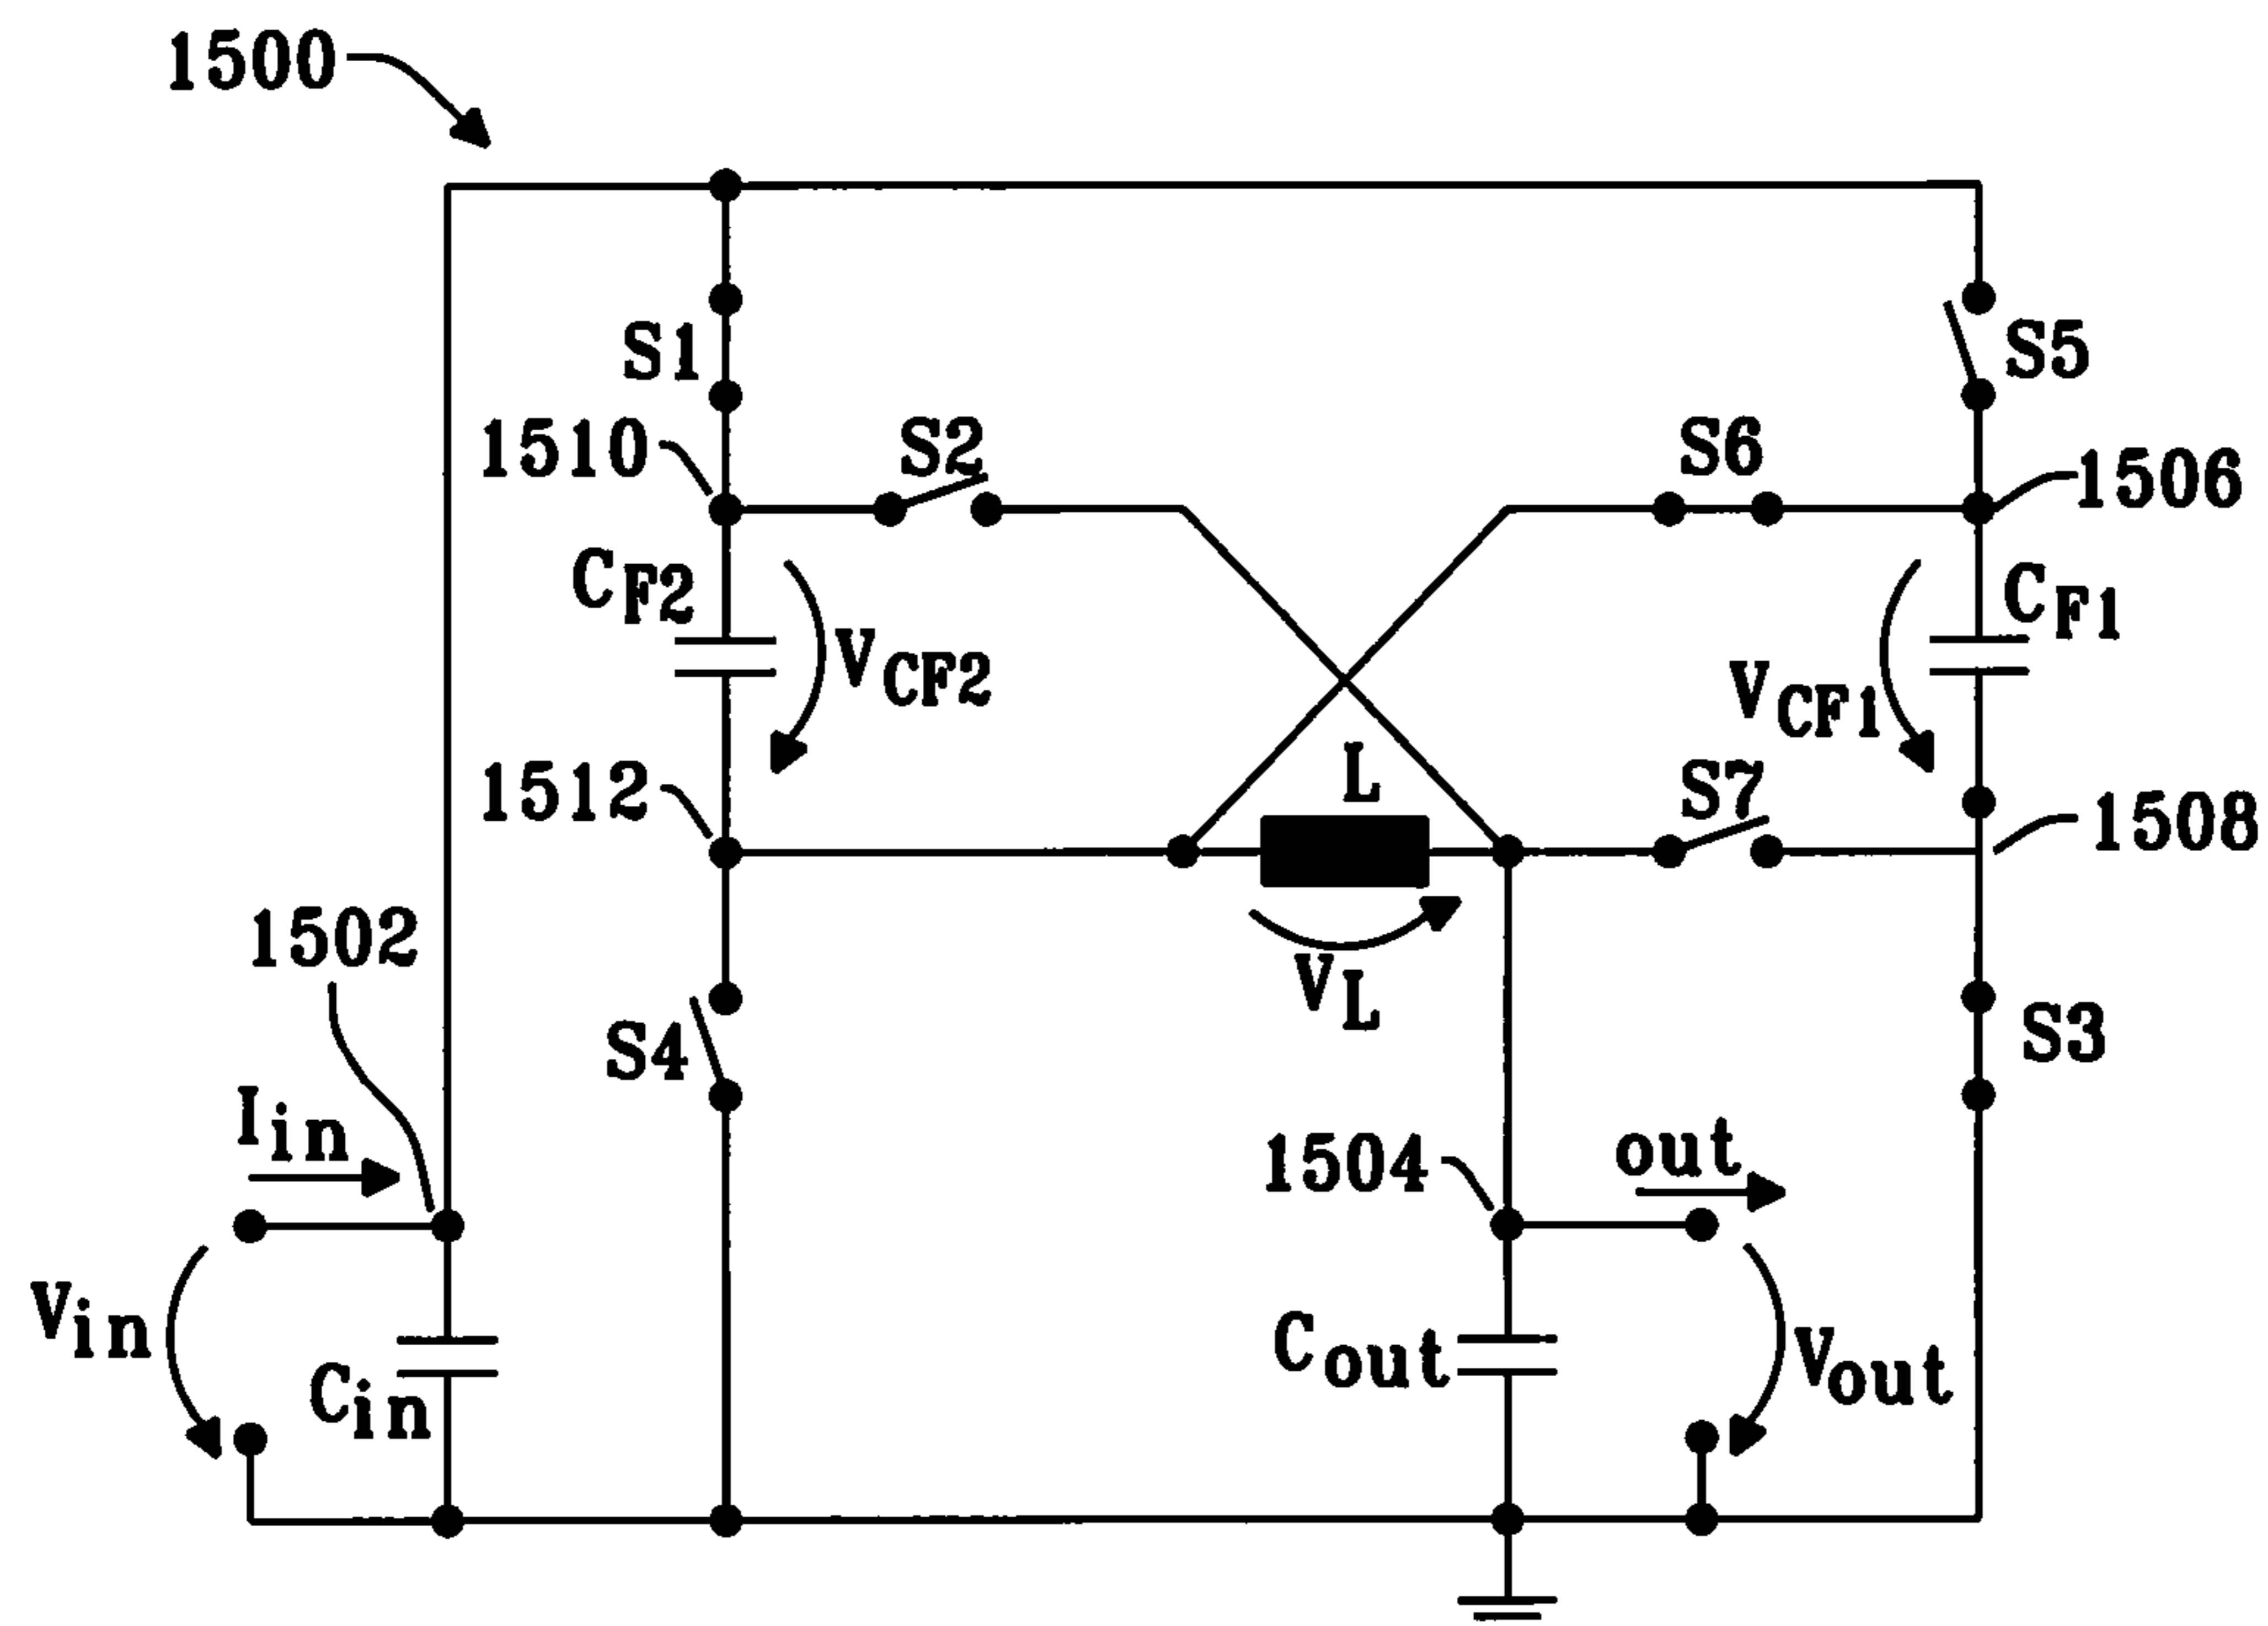 1500
S1
S5
1510
S2
S6
1506
CF2
VCF2
CF1
VCF1
1512
L
S7
1508
1502
VL
S4
S3
Iin
1504
out
Vin
Cin
Cout
Vout